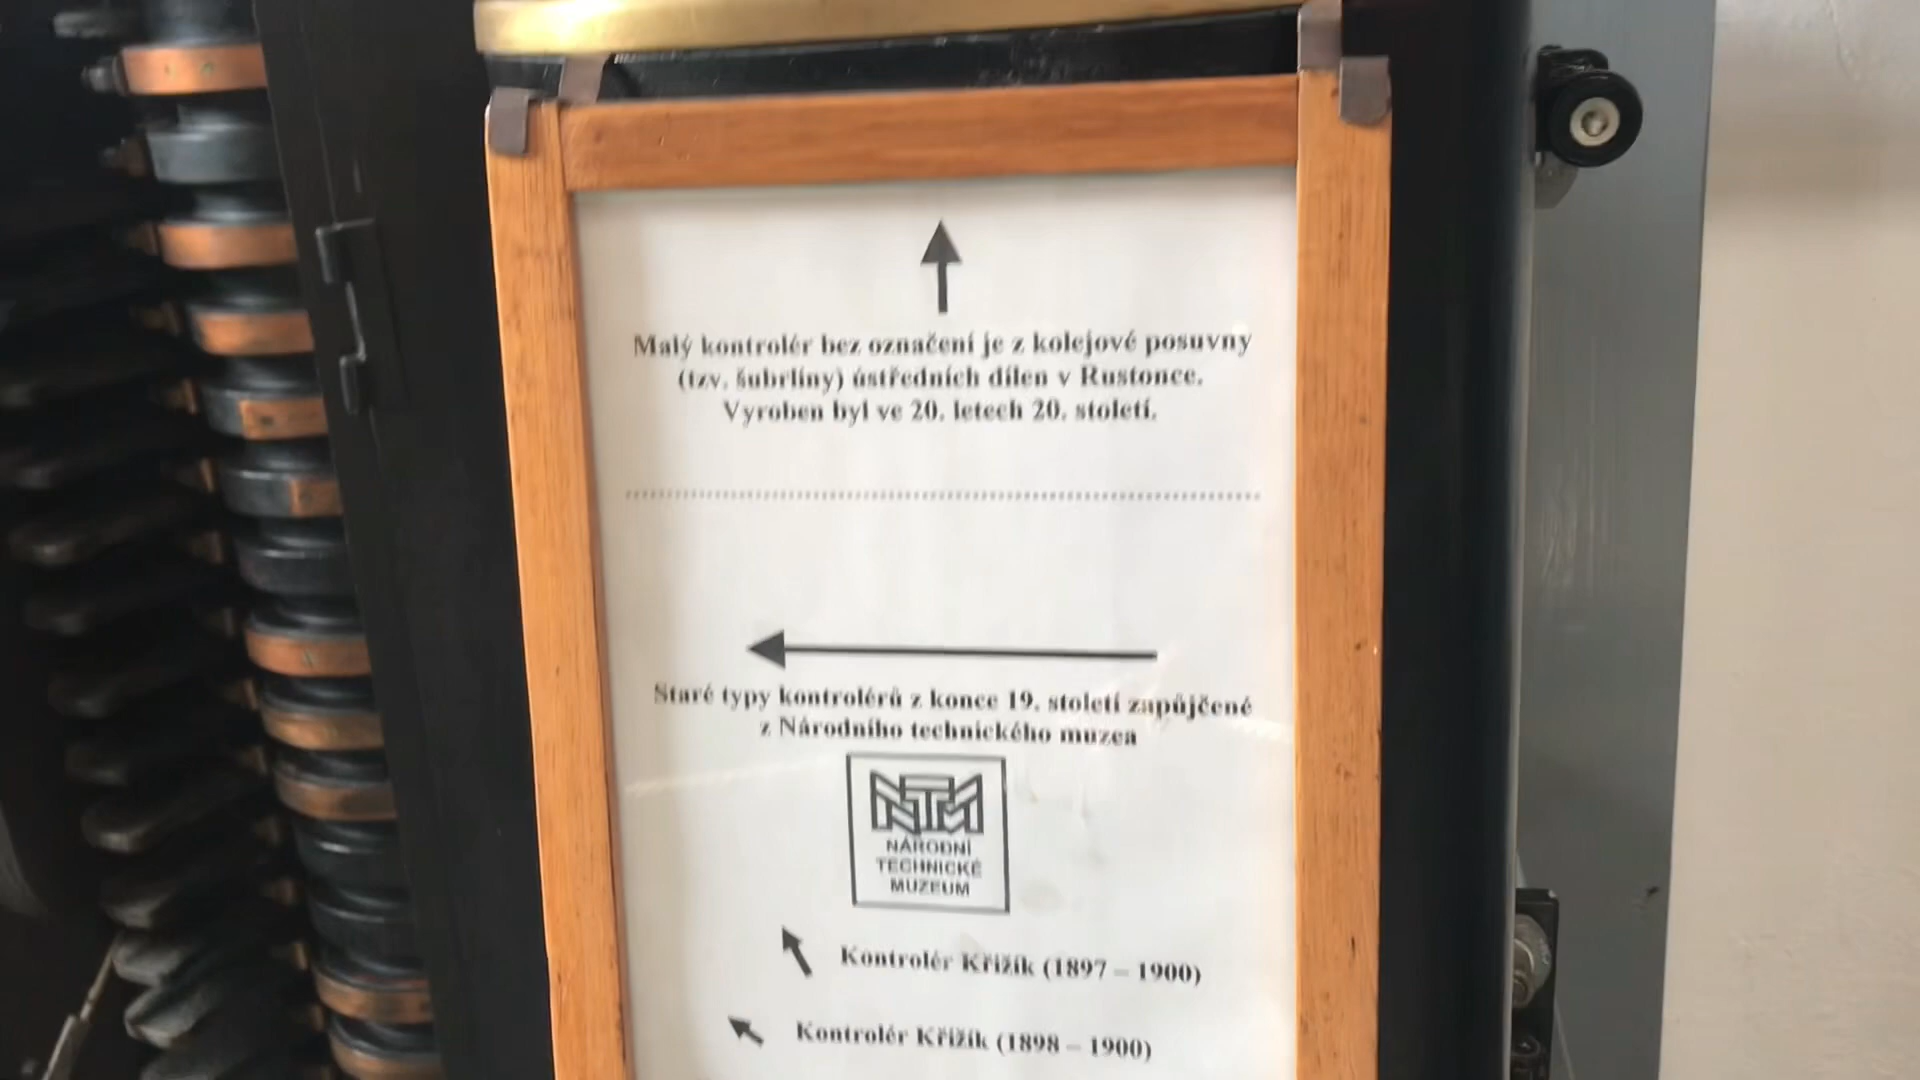 Malý kontrolér bez označení je z kolejové posuvny
(tzv. šubrlíny) ústředních dílen v Rustonce.
Vyroben byl ve 20. letech 20. století.
Staré typy kontrolérů z konce 19. století zapůjčené
z Národního technického muzea
NTM
NÁRODNÍ
TECHNICKÉ
MUZEUM
Kontrolér Křižík (1897 – 1900)
Kontrolér Křižík (1898 – 1900)